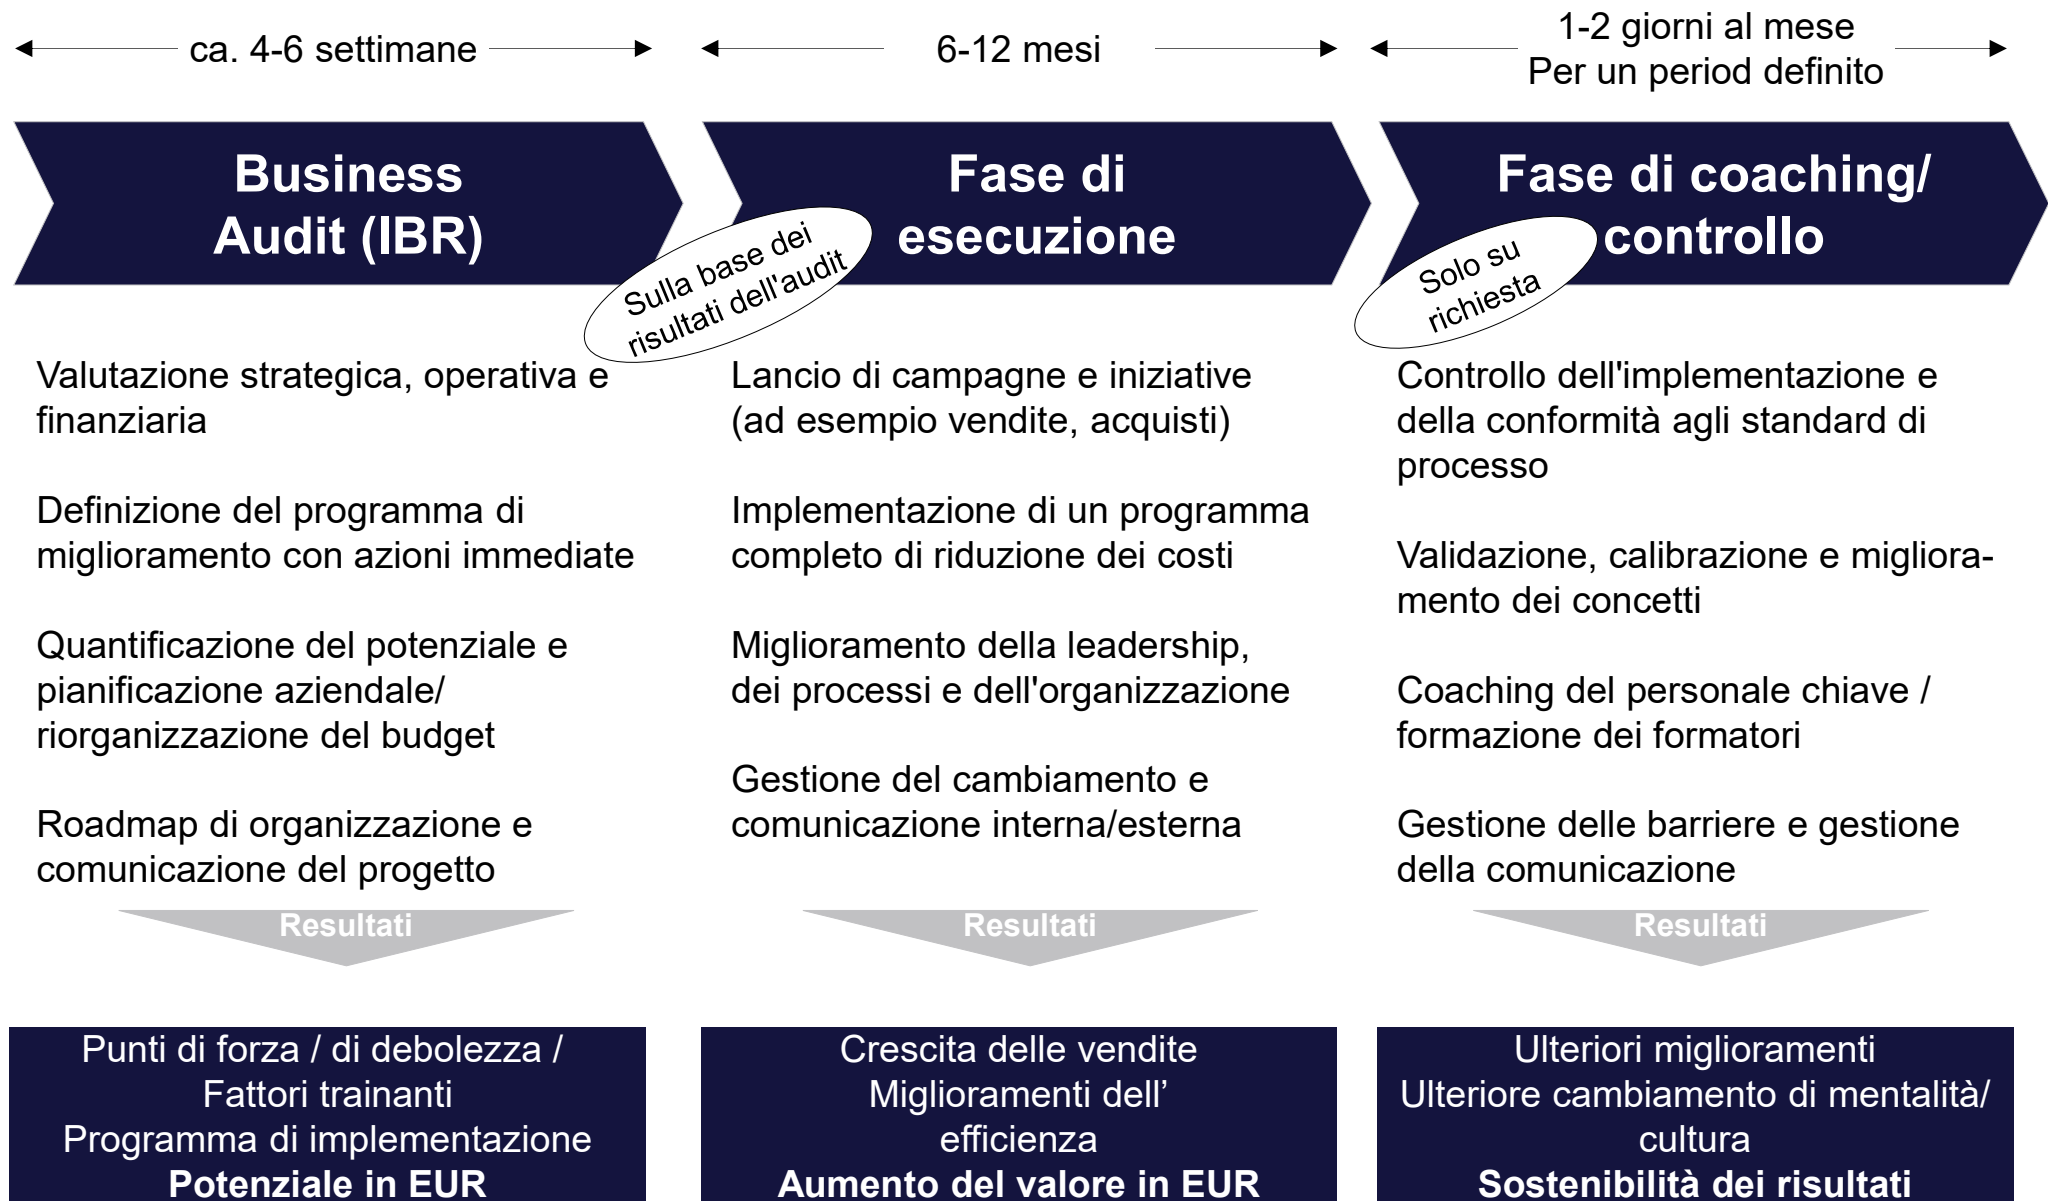 ca. 4-6 settimane
6-12 mesi
1-2 giorni al mese
Per un period definito
Business
Audit (IBR)
Sulla base dei
risultati dell'audit
Fase di
esecuzione
Solo su
richiesta
Fase di coaching/
controllo
Valutazione strategica, operativa e
finanziaria
Definizione del programma di
miglioramento con azioni immediate
Quantificazione del potenziale e
pianificazione aziendale/
riorganizzazione del budget
Roadmap di organizzazione e
comunicazione del progetto
Lancio di campagne e iniziative
(ad esempio vendite, acquisti)
Implementazione di un programma
completo di riduzione dei costi
Miglioramento della leadership,
dei processi e dell'organizzazione
Gestione del cambiamento e
comunicazione interna/esterna
Controllo dell'implementazione e
della conformità agli standard di
processo
Validazione, calibrazione e migliora-
mento dei concetti
Coaching del personale chiave /
formazione dei formatori
Gestione delle barriere e gestione
della comunicazione
Resultati
Resultati
Resultati
Punti di forza / di debolezza /
Fattori trainanti
Programma di implementazione
Potenziale in EUR
Crescita delle vendite
Miglioramenti dell’
efficienza
Aumento del valore in EUR
Ulteriori miglioramenti
Ulteriore cambiamento di mentalità/
cultura
Sostenibilità dei risultati